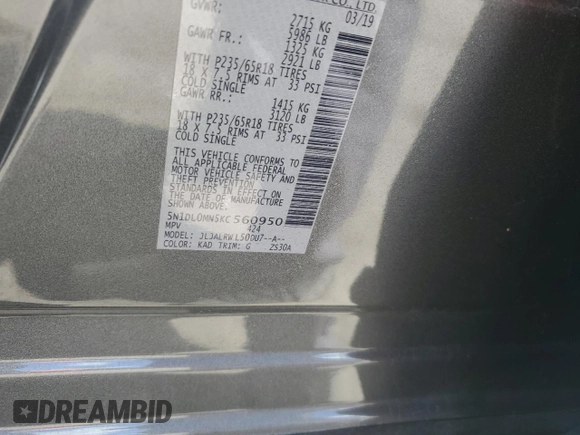 CO., LTD.
03/19
GVWR:
2715 KG
5986 LB
GAWR FR.:
1325 KG
2921 LB
WITH P235/65R18 TIRES
18 X 7.5 RIMS AT 33 PSI
COLD SINGLE
GAWR RR.:
1415 KG
3120 LB
WITH P235/65R18 TIRES
18 X 7.5 RIMS AT 33 PSI
COLD SINGLE
THIS VEHICLE CONFORMS TO
ALL APPLICABLE FEDERAL
MOTOR VEHICLE SAFETY AND
THEFT PREVENTION
STANDARDS IN EFFECT ON
THE DATE OF MANUFACTURE
SHOWN ABOVE.
5N1DL0MN5KC560950
MPV 424
MODEL:
COLOR: KAD TRIM: G 2530A
DREAMBID